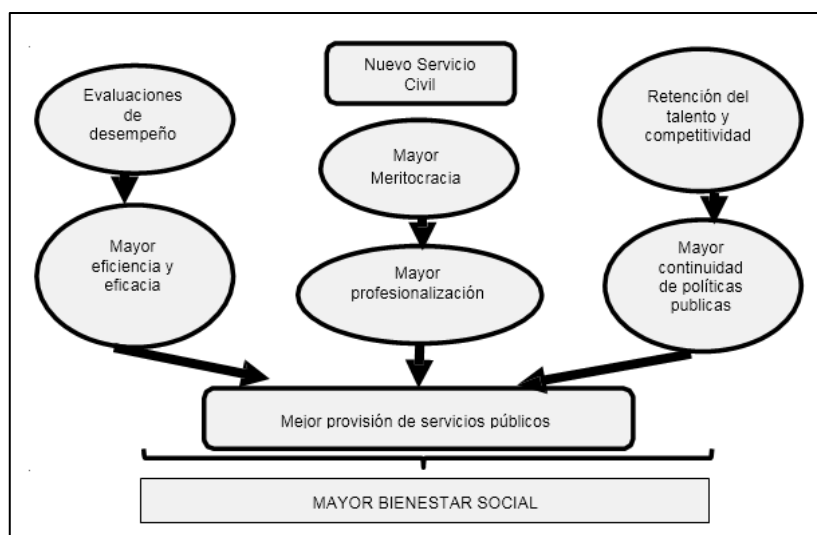 Nuevo Servicio
Civil
Evaluaciones
de
desempeño
Retención del
talento y
competitividad
Mayor
Meritocracia
Mayor
eficiencia y
eficacia
Mayor
profesionalización
Mayor
continuidad
de políticas
publicas
Mejor provisión de servicios públicos
MAYOR BIENESTAR SOCIAL